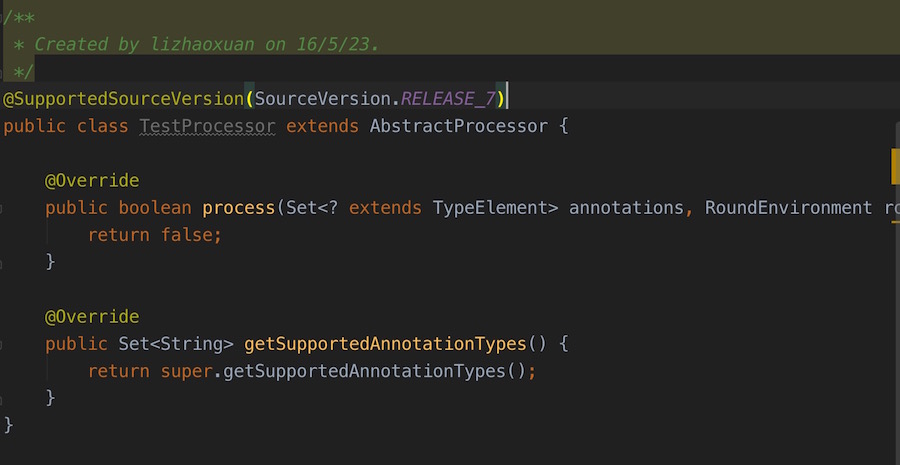 /**
 * Created by lizhaoxuan on 16/5/23.
 */
@SupportedSourceVersion(SourceVersion.RELEASE_7)
public class TestProcessor extends AbstractProcessor {
    @Override
    public boolean process(Set<? extends TypeElement> annotations, RoundEnvironment
        return false;
    }
    @Override
    public Set<String> getSupportedAnnotationTypes() {
        return super.getSupportedAnnotationTypes();
    }
}